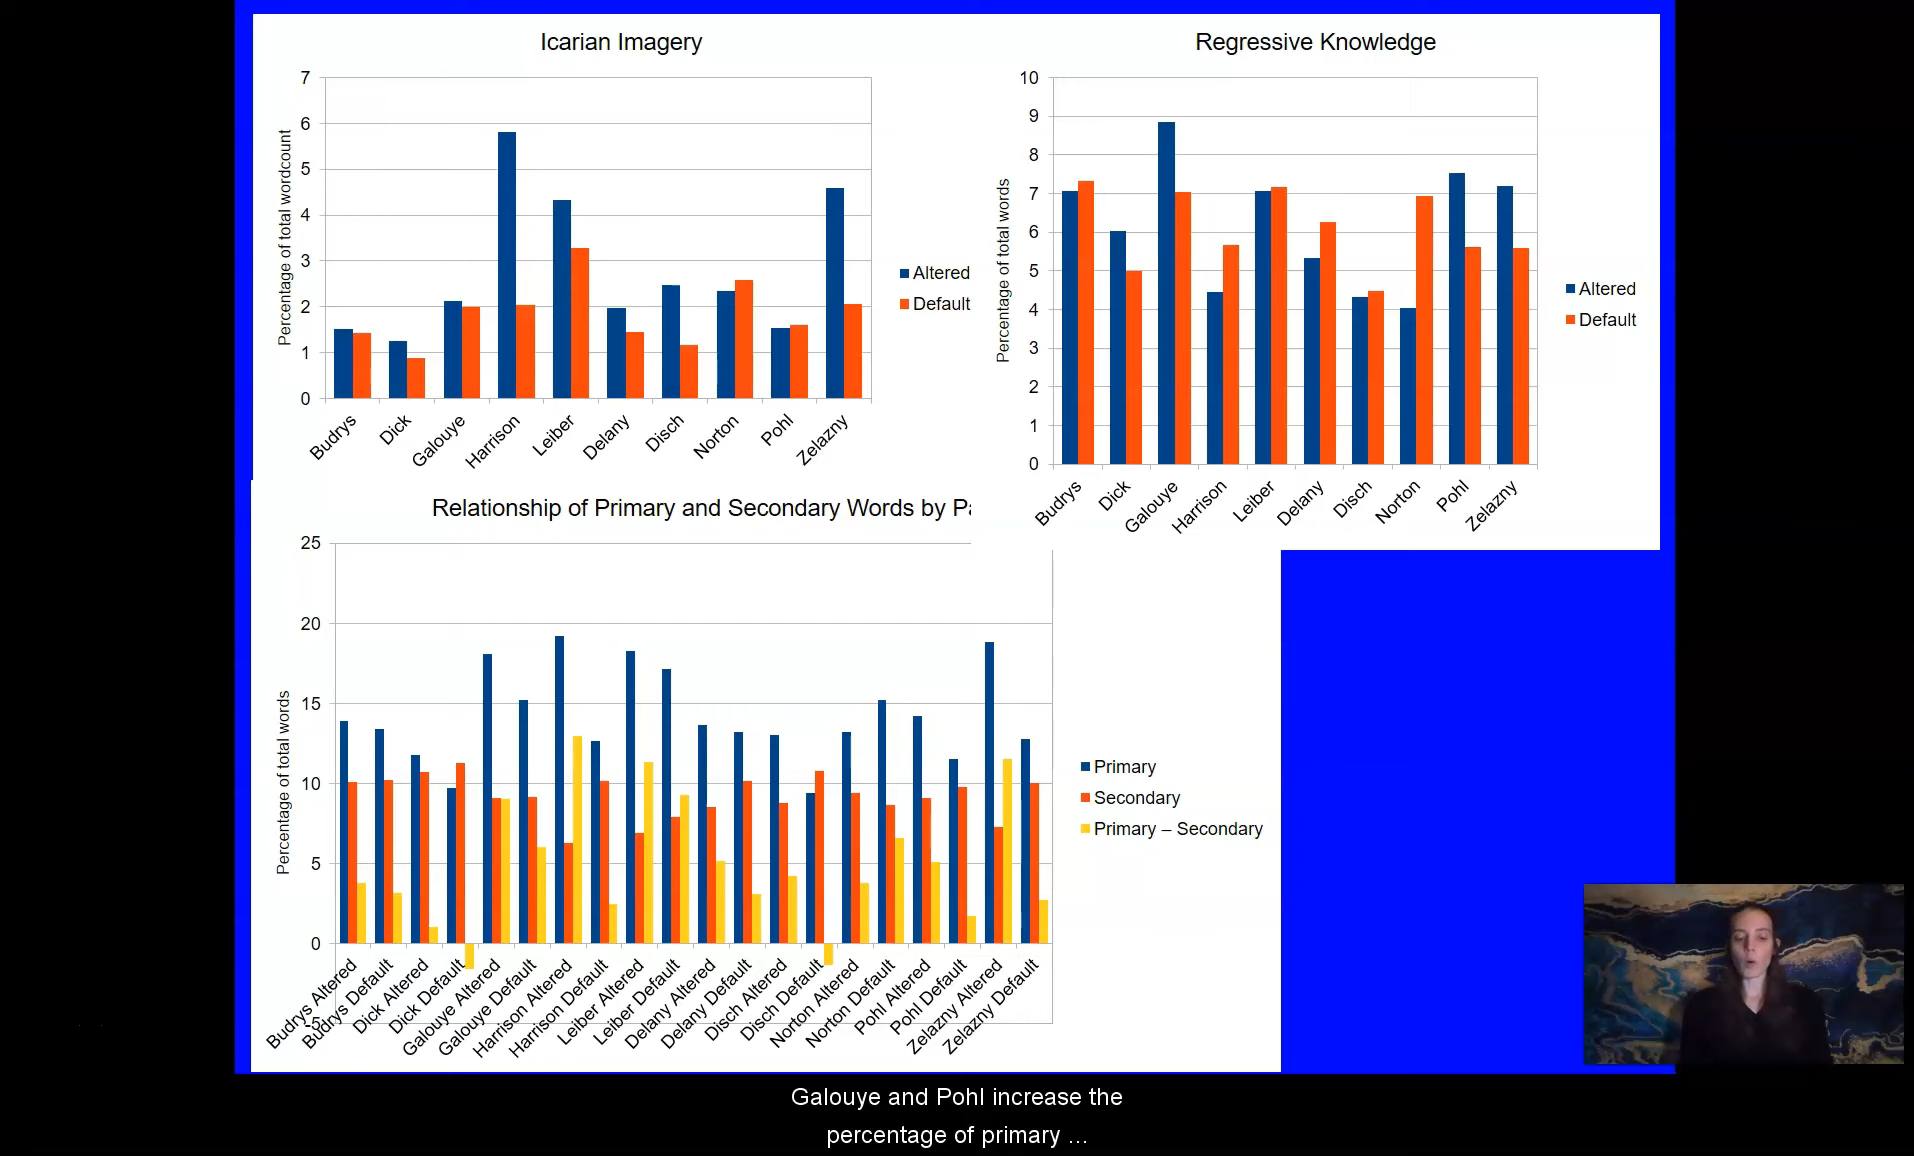 Icarian Imagery
7
6
5
4
3
2
1
0
Percentage of total wordcount
Budrys
Dick
Galouye
Harrison
Leiber
Delany
Disch
Norton
Pohl
Zelazny
Altered
Default
Regressive Knowledge
10
9
8
7
6
5
4
3
2
1
0
Percentage of total words
Budrys
Dick
Galouye
Harrison
Leiber
Delany
Disch
Norton
Pohl
Zelazny
Altered
Default
Relationship of Primary and Secondary Words by Pa
25
20
15
10
5
0
-5
Percentage of total words
Budrys Altered
Budrys Default
Dick Altered
Dick Default
Galouye Altered
Galouye Default
Harrison Altered
Harrison Default
Leiber Altered
Leiber Default
Delany Altered
Delany Default
Disch Altered
Disch Default
Norton Altered
Norton Default
Pohl Altered
Pohl Default
Zelazny Altered
Zelazny Default
Primary
Secondary
Primary – Secondary
Galouye and Pohl increase the
percentage of primary ...